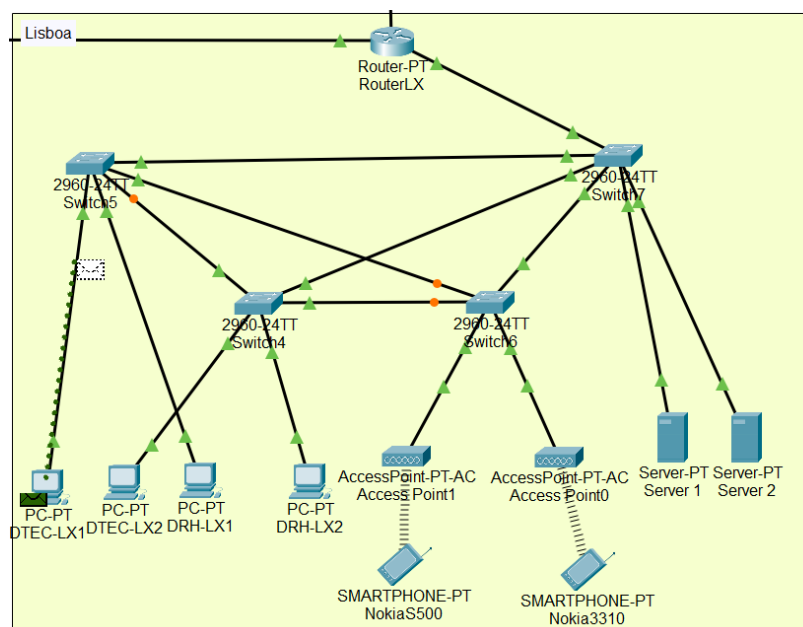 Lisboa
Router-PT
RouterLX
2960-24TT
Switch5
2960-24TT
Switch7
2960-24TT
Switch4
2960-24TT
Switch6
PC-PT
DTEC-LX1
PC-PT
DTEC-LX2
PC-PT
DRH-LX1
PC-PT
DRH-LX2
AccessPoint-PT-AC
Access Point1
AccessPoint-PT-AC
Access Point0
Server-PT
Server 1
Server-PT
Server 2
SMARTPHONE-PT
NokiaS500
SMARTPHONE-PT
Nokia3310